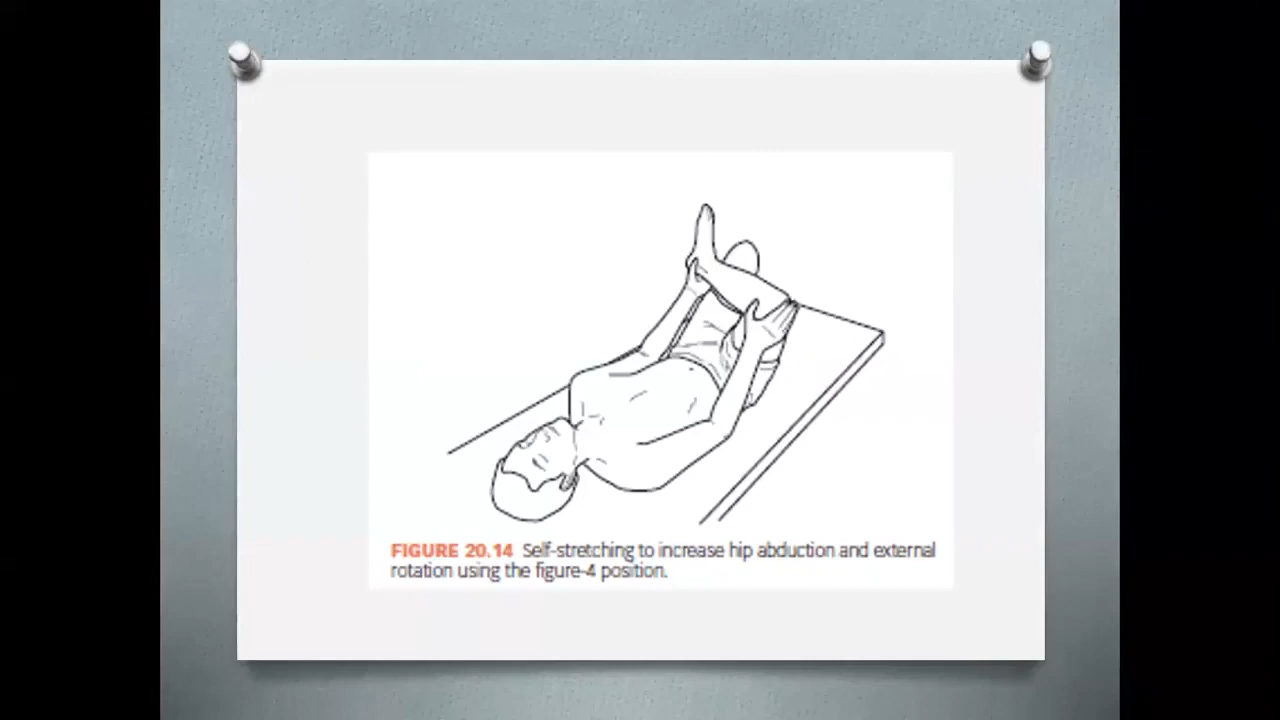 FIGURE 20.14 Self-stretching to increase hip abduction and external
rotation using the figure-4 position.